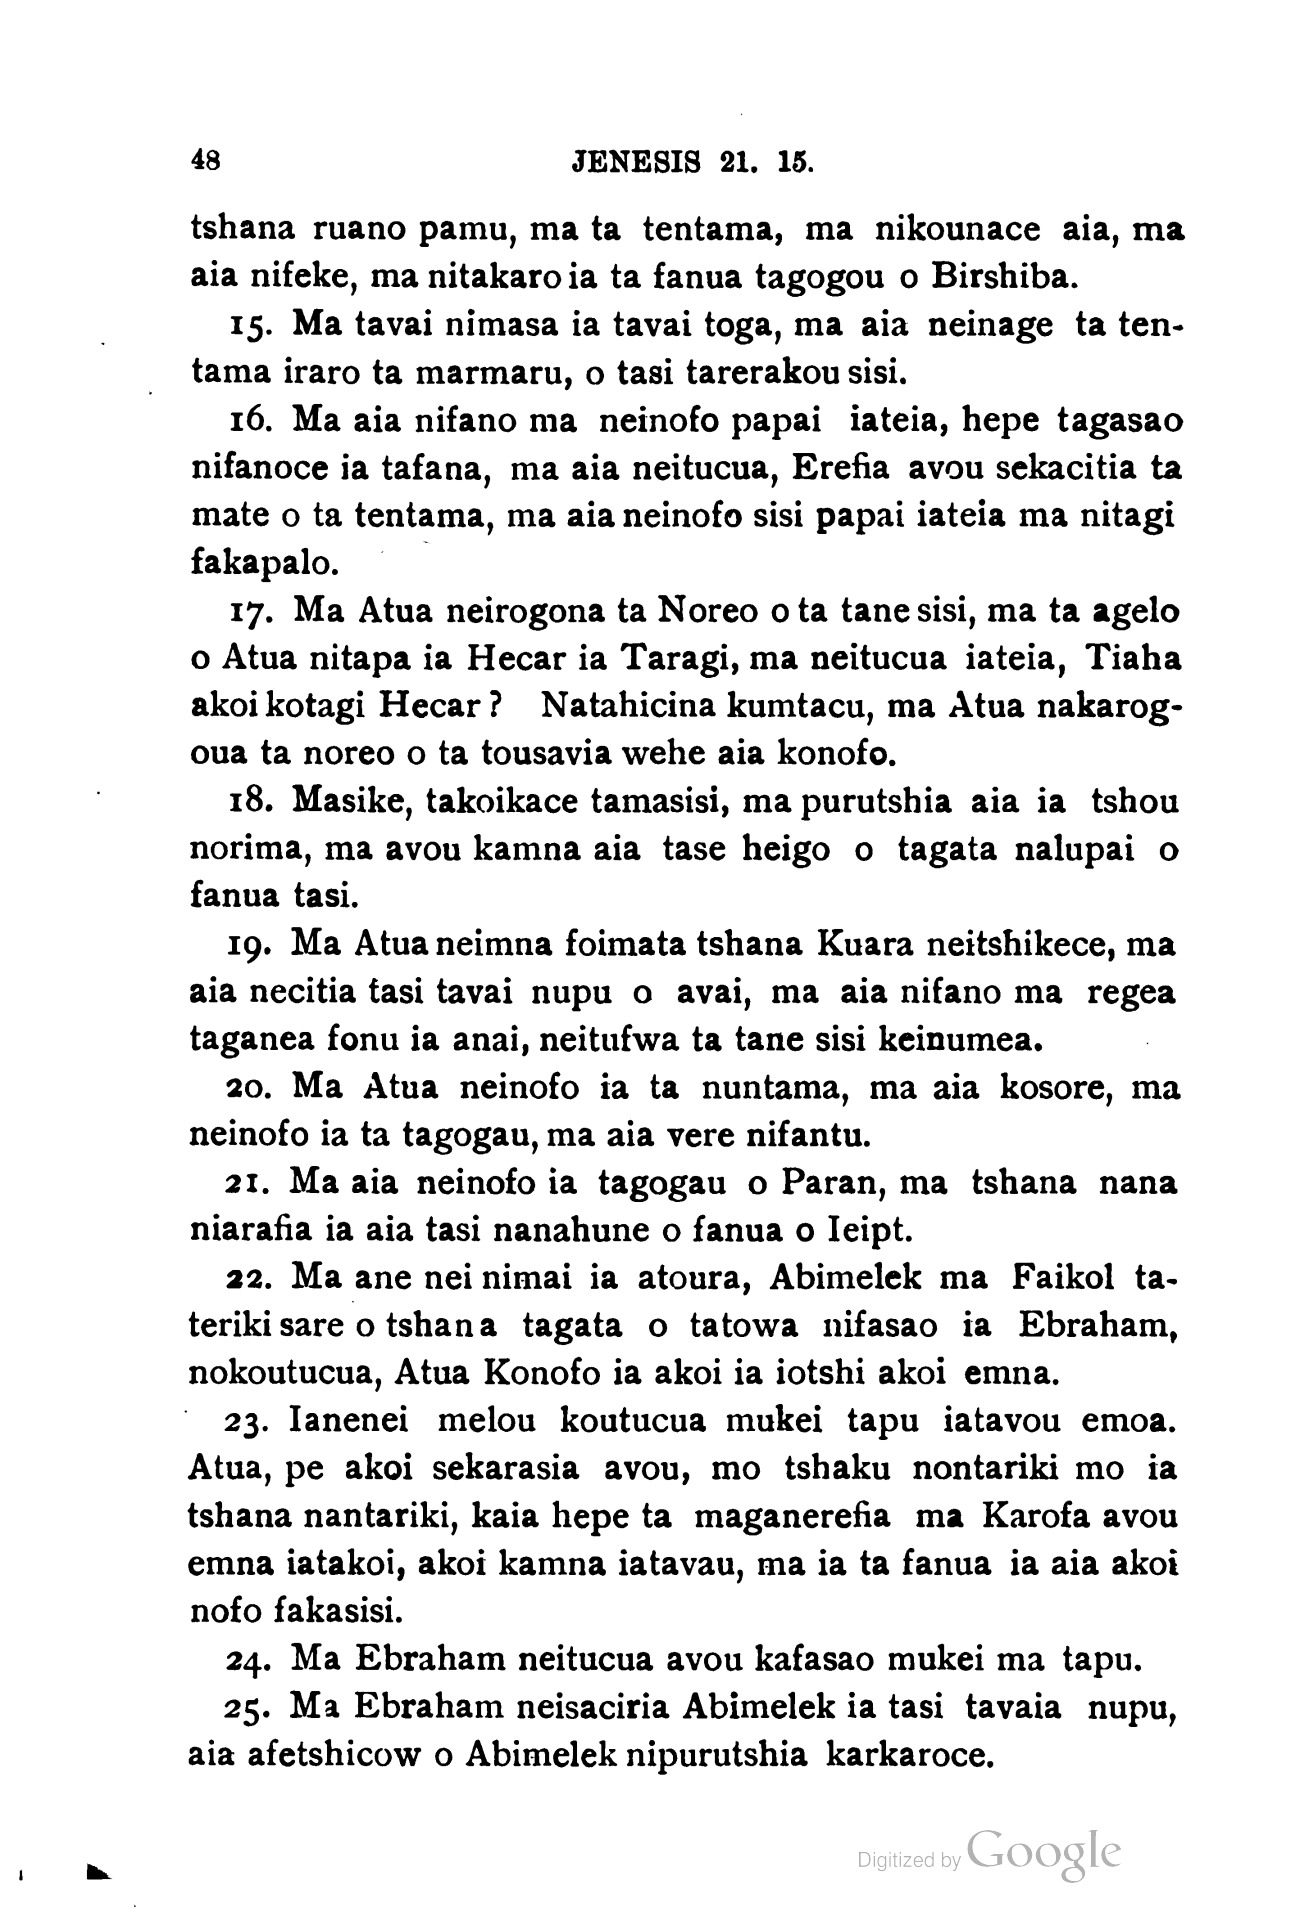 48 JENESIS 21. 15.
tshana ruano pamu, ma ta tentama, ma nikounace aia, ma
aia nifeke, ma nitakaro ia ta fanua tagogou o Birshiba.
15. Ma tavai nimasa ia tavai toga, ma aia neinage ta ten-
tama iraro ta marmaru, o tasi tarerakou sisi.
16. Ma aia nifano ma neinofo papai iateia, hepe tagasao
nifanoce ia tafana, ma aia neitucua, Erefia avou sekacitia ta
mate o ta tentama, ma aia neinofo sisi papai iateia ma nitagi
fakapalo.
17. Ma Atua neirogona ta Noreo o ta tane sisi, ma ta agelo
o Atua nitapa ia Hecar ia Taragi, ma neitucua iateia, Tiaha
akoi kotagi Hecar? Natahicina kumtacu, ma Atua nakarog-
oua ta noreo o ta tousavia wehe aia konofo.
18. Masike, takoikace tamasisi, ma purutshia aia ia tshou
norima, ma avou kamna aia tase heigo o tagata nalupai o
fanua tasi.
19. Ma Atua neimna foimata tshana Kuara neitshikece, ma
aia necitia tasi tavai nupu o avai, ma aia nifano ma regea
taganea fonu ia anai, neitufwa ta tane sisi keinumea.
20. Ma Atua neinofo ia ta nuntama, ma aia kosore, ma
neinofo ia ta tagogau, ma aia vere nifantu.
21. Ma aia neinofo ia tagogau o Paran, ma tshana nana
niarafia ia aia tasi nanahune o fanua o Ieipt.
22. Ma ane nei nimai ia atoura, Abimelek ma Faikol ta-
teriki sare o tshana tagata o tatowa nifasao ia Ebraham,
nokoutucua, Atua Konofo ia akoi ia iotshi akoi emna.
23. Ianenei melou koutucua mukei tapu iatavou emoa.
Atua, pe akoi sekarasia avou, mo tshaku nontariki mo ia
tshana nantariki, kaia hepe ta maganerefia ma Karofa avou
emna iatakoi, akoi kamna iatavau, ma ia ta fanua ia aia akoi
nofo fakasisi.
24. Ma Ebraham neitucua avou kafasao mukei ma tapu.
25. Ma Ebraham neisaciria Abimelek ia tasi tavaia nupu,
aia afetshicow o Abimelek nipurutshia karkaroce.
Digitized by Google